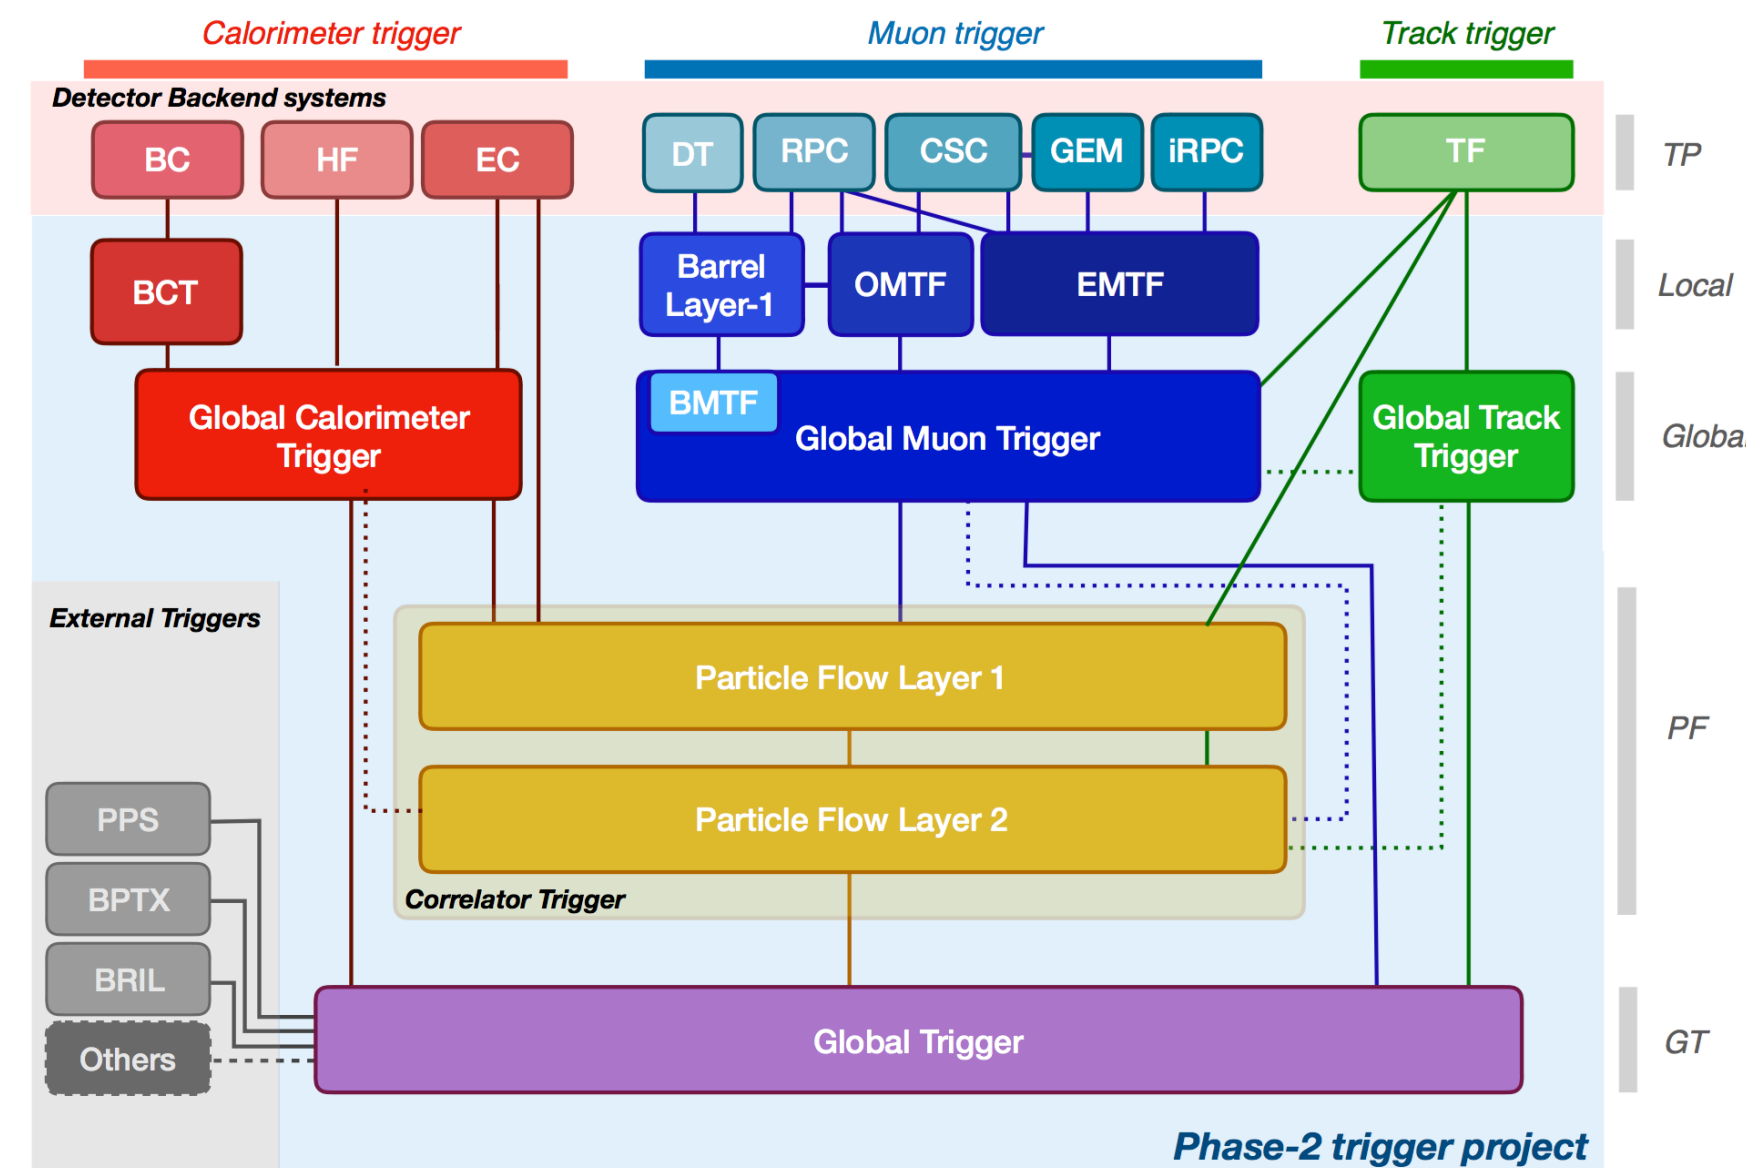 Calorimeter trigger
Muon trigger
Track trigger
Detector Backend systems
BC
HF
EC
DT
RPC
CSC
GEM
iRPC
TF
TP
BCT
Barrel
Layer-1
OMTF
EMTF
Local
Global Calorimeter
Trigger
BMTF
Global Muon Trigger
Global Track
Trigger
Global
External Triggers
Particle Flow Layer 1
PF
PPS
Particle Flow Layer 2
BPTX
Correlator Trigger
BRIL
Others
Global Trigger
GT
Phase-2 trigger project